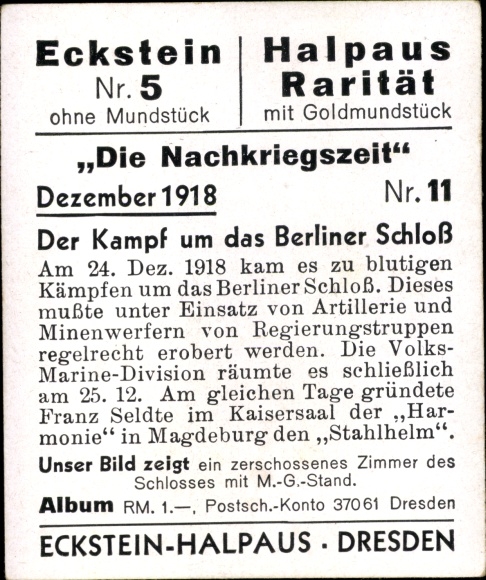 Eckstein
Nr. 5
ohne Mundstück
Halpaus
Rarität
mit Goldmundstück
„Die Nachkriegszeit“
Dezember 1918 Nr. 11
Der Kampf um das Berliner Schloß
Am 24. Dez. 1918 kam es zu blutigen
Kämpfen um das Berliner Schloß. Dieses
mußte unter Einsatz von Artillerie und
Minenwerfern von Regierungstruppen
regelrecht erobert werden. Die Volks-
Marine-Division räumte es schließlich
am 25. 12. Am gleichen Tage gründete
Franz Seldte im Kaisersaal der „Har-
monie“ in Magdeburg den „Stahlhelm“.
Unser Bild zeigt ein zerschossenes Zimmer des
Schlosses mit M.-G.-Stand.
Album RM. 1.—, Postsch.-Konto 37061 Dresden
ECKSTEIN-HALPAUS · DRESDEN